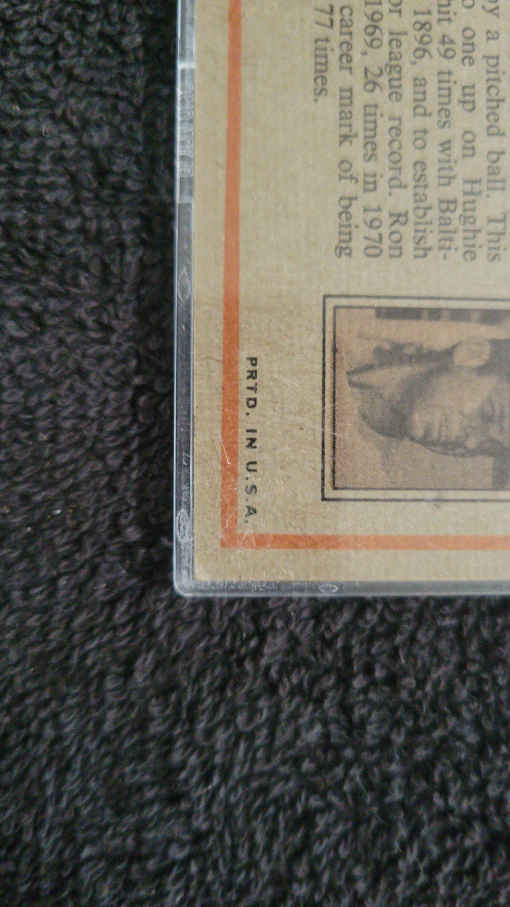 by a pitched ball. This
one up on Hughie
hit 49 times with Balti-
1896, and to establish
or league record. Ron
1969, 26 times in 1970
career mark of being
77 times.
PRTD. IN U.S.A.